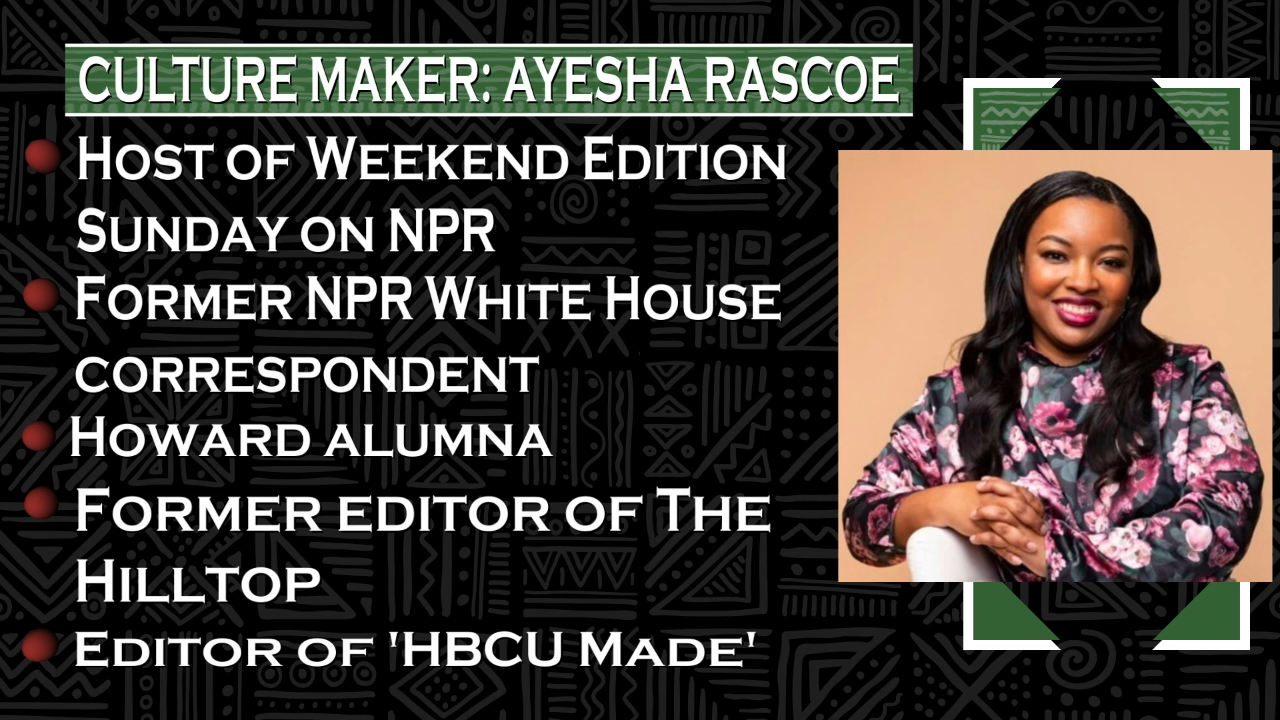 CULTURE MAKER: AYESHA RASCOE
HOST OF WEEKEND EDITION
SUNDAY ON NPR
FORMER NPR WHITE HOUSE
CORRESPONDENT
HOWARD ALUMNA
FORMER EDITOR OF THE
HILLTOP
EDITOR OF 'HBCU MADE'